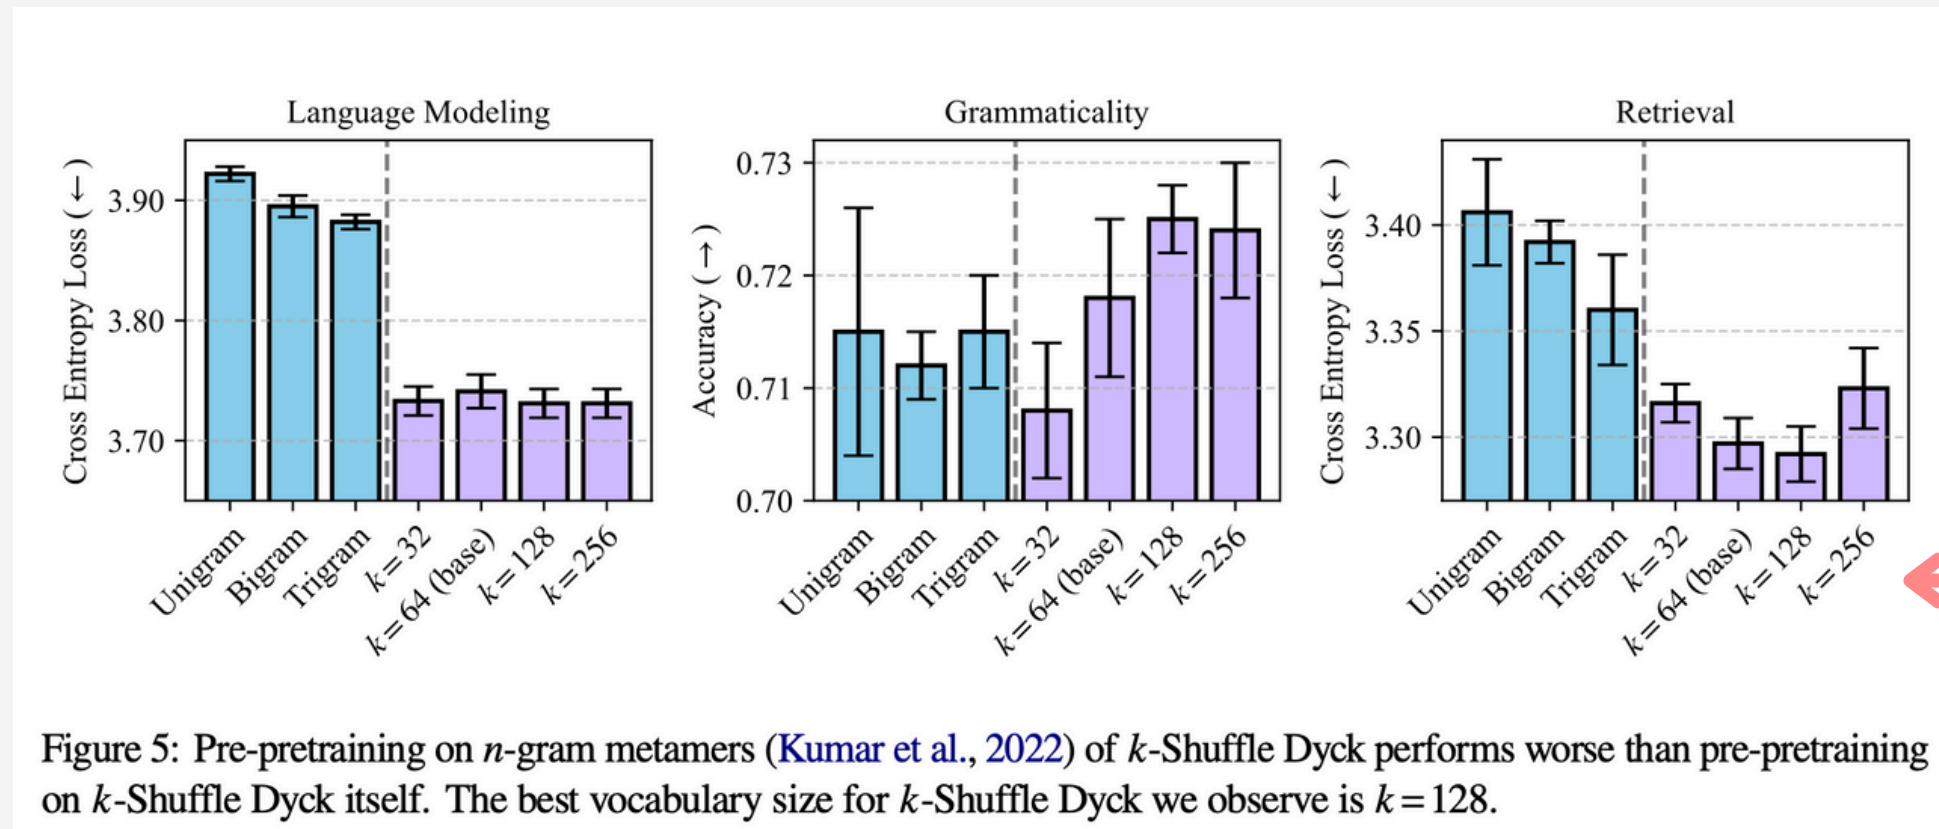 Language Modeling
Cross Entropy Loss (←)
3.90
3.80
3.70
Unigram
Bigram
Trigram
k=32
k=64 (base)
k=128
k=256
Grammaticality
Accuracy (→)
0.73
0.72
0.71
0.70
Unigram
Bigram
Trigram
k=32
k=64 (base)
k=128
k=256
Retrieval
Cross Entropy Loss (←)
3.40
3.35
3.30
Unigram
Bigram
Trigram
k=32
k=64 (base)
k=128
k=256
Figure 5: Pre-pretraining on n-gram metamers (Kumar et al., 2022) of k-Shuffle Dyck performs worse than pre-pretraining
on k-Shuffle Dyck itself. The best vocabulary size for k-Shuffle Dyck we observe is k=128.